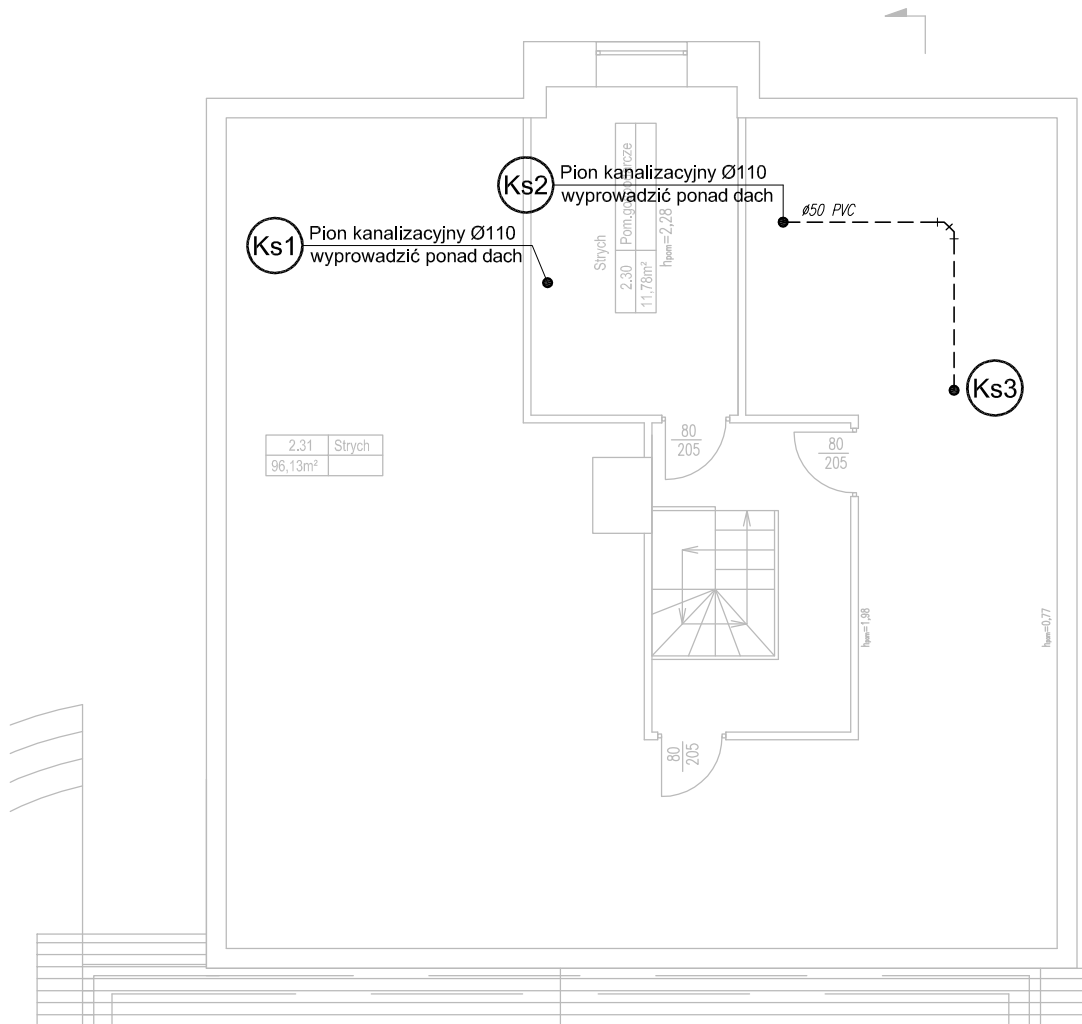 Ks2
Pion kanalizacyjny Ø110
wyprowadzić ponad dach
Ks1
Pion kanalizacyjny Ø110
wyprowadzić ponad dach
ø50 PVC
Ks3
Strych
2.30 Pom.gospodarcze
11,78m²
hpom=2,28
2.31 Strych
96,13m²
80
205
80
205
80
205
hpom=1,98
hpom=0,77